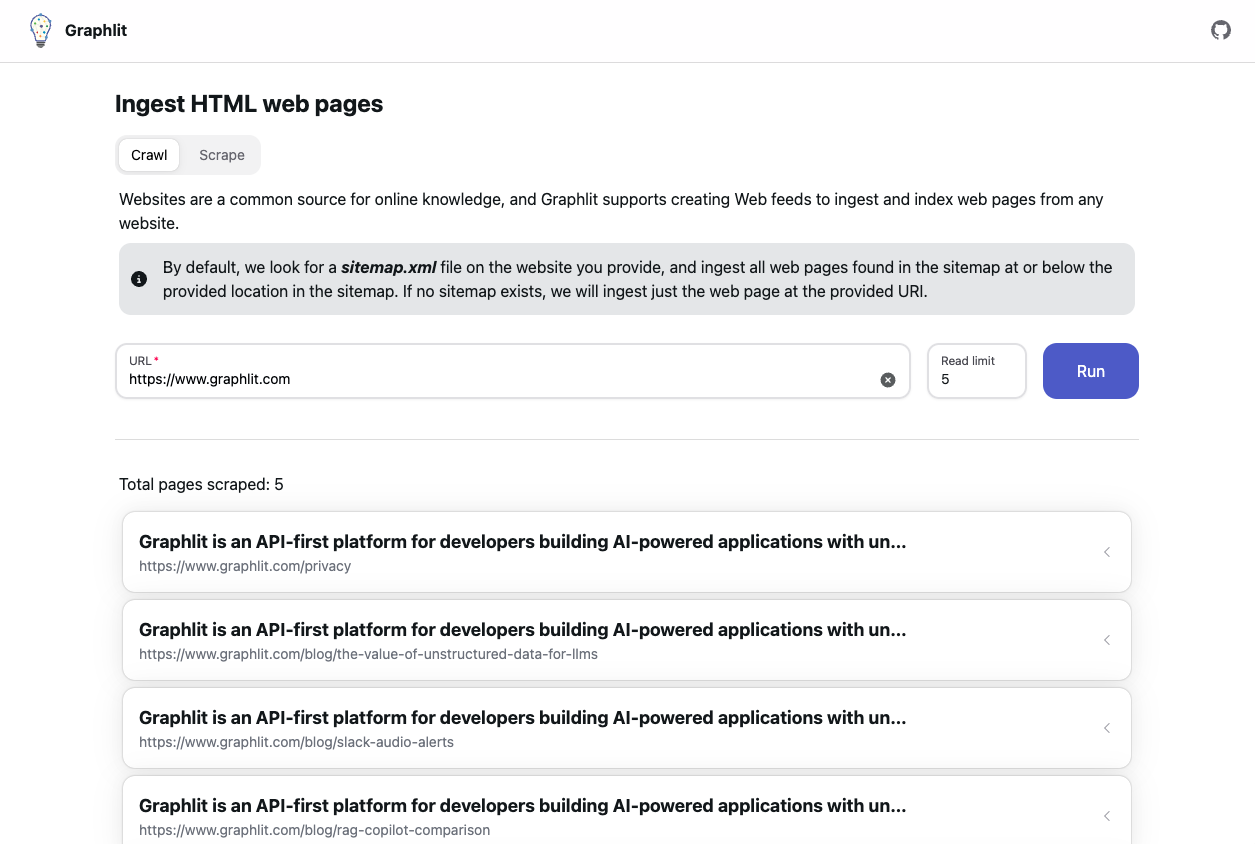 Graphlit
Ingest HTML web pages
Crawl
Scrape
Websites are a common source for online knowledge, and Graphlit supports creating Web feeds to ingest and index web pages from any
website.
By default, we look for a sitemap.xml file on the website you provide, and ingest all web pages found in the sitemap at or below the
provided location in the sitemap. If no sitemap exists, we will ingest just the web page at the provided URI.
URL*
https://www.graphlit.com
Read limit
5
Run
Total pages scraped: 5
Graphlit is an API-first platform for developers building AI-powered applications with un...
https://www.graphlit.com/privacy
Graphlit is an API-first platform for developers building AI-powered applications with un...
https://www.graphlit.com/blog/the-value-of-unstructured-data-for-llms
Graphlit is an API-first platform for developers building AI-powered applications with un...
https://www.graphlit.com/blog/slack-audio-alerts
Graphlit is an API-first platform for developers building AI-powered applications with un...
https://www.graphlit.com/blog/rag-copilot-comparison